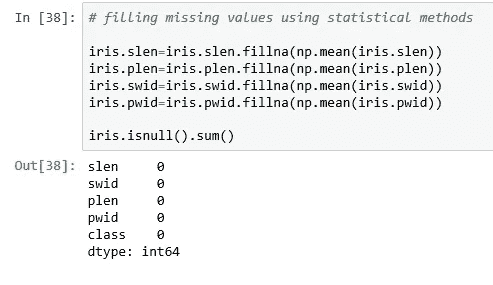 In [38]: # filling missing values using statistical methods
iris.slen=iris.slen.fillna(np.mean(iris.slen))
iris.plen=iris.plen.fillna(np.mean(iris.plen))
iris.swid=iris.swid.fillna(np.mean(iris.swid))
iris.pwid=iris.pwid.fillna(np.mean(iris.pwid))
iris.isnull().sum()
Out[38]: slen 0
swid 0
plen 0
pwid 0
class 0
dtype: int64